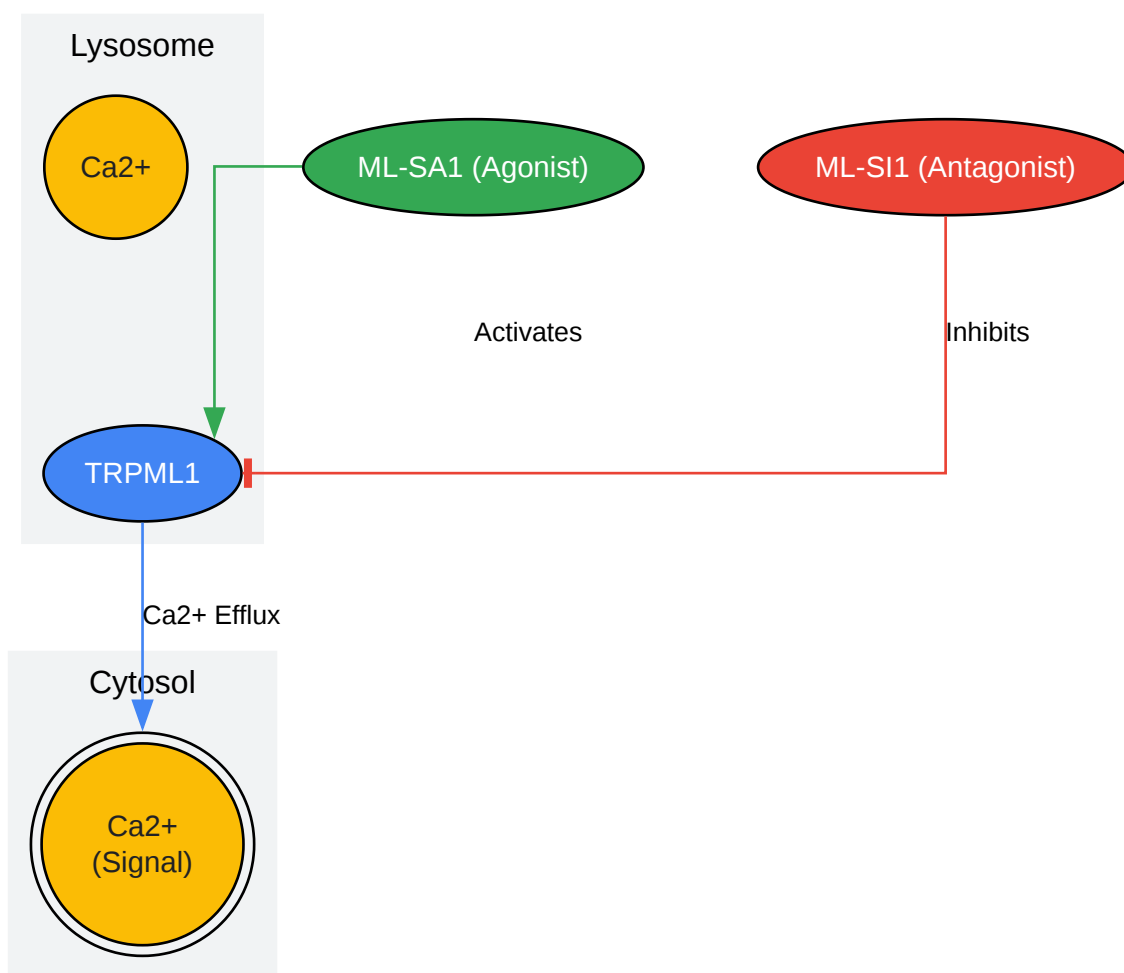 Lysosome
Ca2+
ML-SA1 (Agonist)
ML-SI1 (Antagonist)
Activates
Inhibits
TRPML1
Ca2+ Efflux
Cytosol
Ca2+
(Signal)